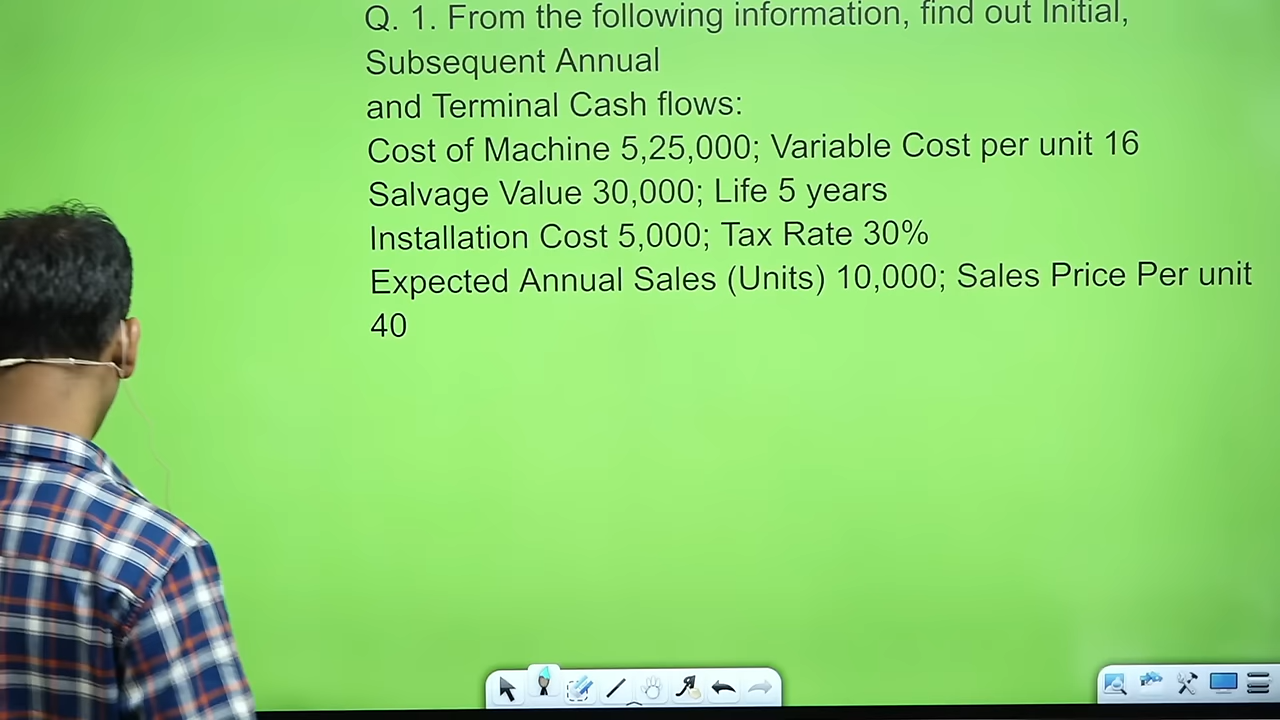 Q. 1. From the following information, find out Initial,
Subsequent Annual
and Terminal Cash flows:
Cost of Machine 5,25,000; Variable Cost per unit 16
Salvage Value 30,000; Life 5 years
Installation Cost 5,000; Tax Rate 30%
Expected Annual Sales (Units) 10,000; Sales Price Per unit
40